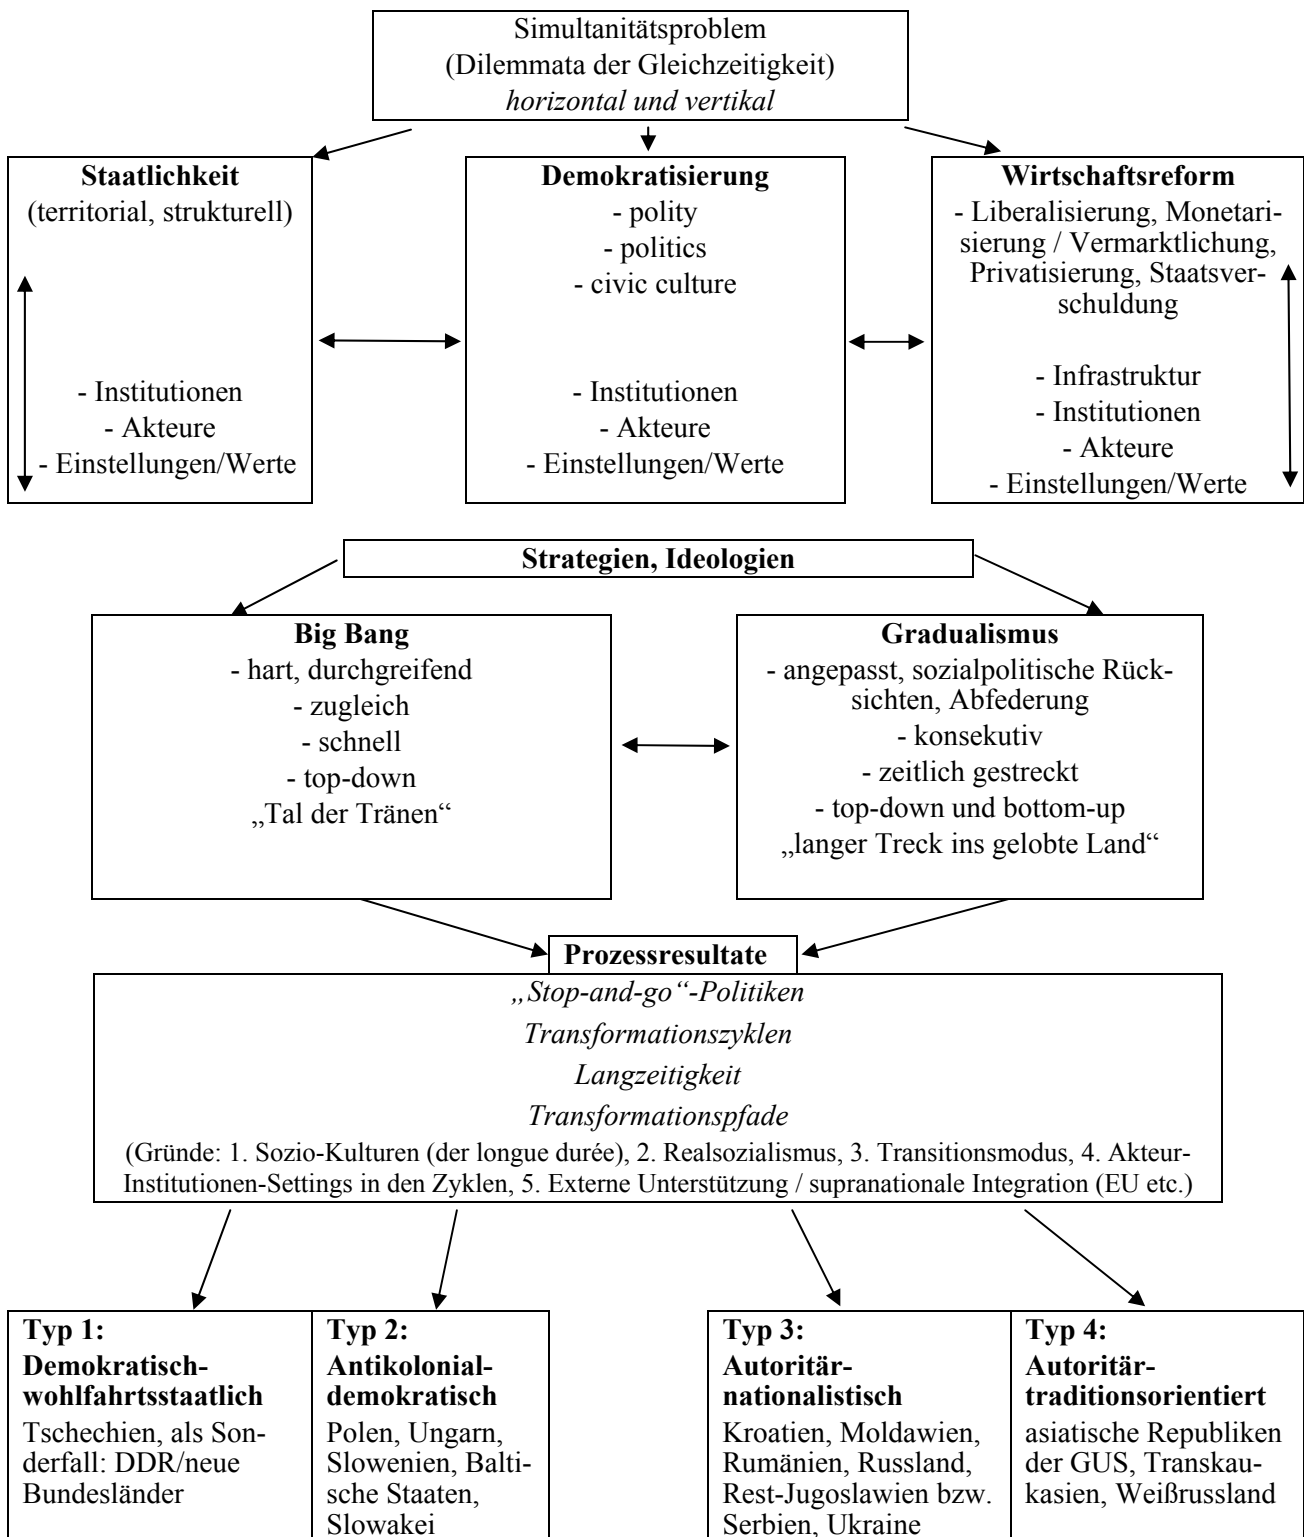 Simultanitätsproblem
(Dilemmata der Gleichzeitigkeit)
horizontal und vertikal
Staatlichkeit
(territorial, strukturell)
- Institutionen
- Akteure
- Einstellungen/Werte
Demokratisierung
- polity
- politics
- civic culture
- Institutionen
- Akteure
- Einstellungen/Werte
Wirtschaftsreform
- Liberalisierung, Monetari-
sierung / Vermarktlichung,
Privatisierung, Staatsver-
schuldung
- Infrastruktur
- Institutionen
- Akteure
- Einstellungen/Werte
Strategien, Ideologien
Big Bang
- hart, durchgreifend
- zugleich
- schnell
- top-down
„Tal der Tränen“
Gradualismus
- angepasst, sozialpolitische Rück-
sichten, Abfederung
- konsekutiv
- zeitlich gestreckt
- top-down und bottom-up
„langer Treck ins gelobte Land“
Prozessresultate
„Stop-and-go“-Politiken
Transformationszyklen
Langzeitigkeit
Transformationspfade
(Gründe: 1. Sozio-Kulturen (der longue durée), 2. Realsozialismus, 3. Transitionsmodus, 4. Akteur-
Institutionen-Settings in den Zyklen, 5. Externe Unterstützung / supranationale Integration (EU etc.)
Typ 1:
Demokratisch-
wohlfahrtsstaatlich
Tschechien, als Son-
derfall: DDR/neue
Bundesländer
Typ 2:
Antikolonial-
demokratisch
Polen, Ungarn,
Slowenien, Balti-
sche Staaten,
Slowakei
Typ 3:
Autoritär-
nationalistisch
Kroatien, Moldawien,
Rumänien, Russland,
Rest-Jugoslawien bzw.
Serbien, Ukraine
Typ 4:
Autoritär-
traditionsorientiert
asiatische Republiken
der GUS, Transkau-
kasien, Weißrussland